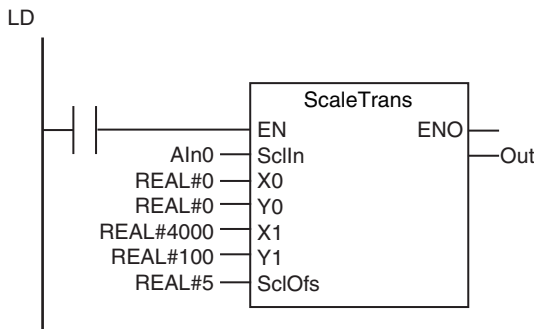 LD
ScaleTrans
EN ENO
AIn0 SclIn Out
REAL#0 X0
REAL#0 Y0
REAL#4000 X1
REAL#100 Y1
REAL#5 SclOfs